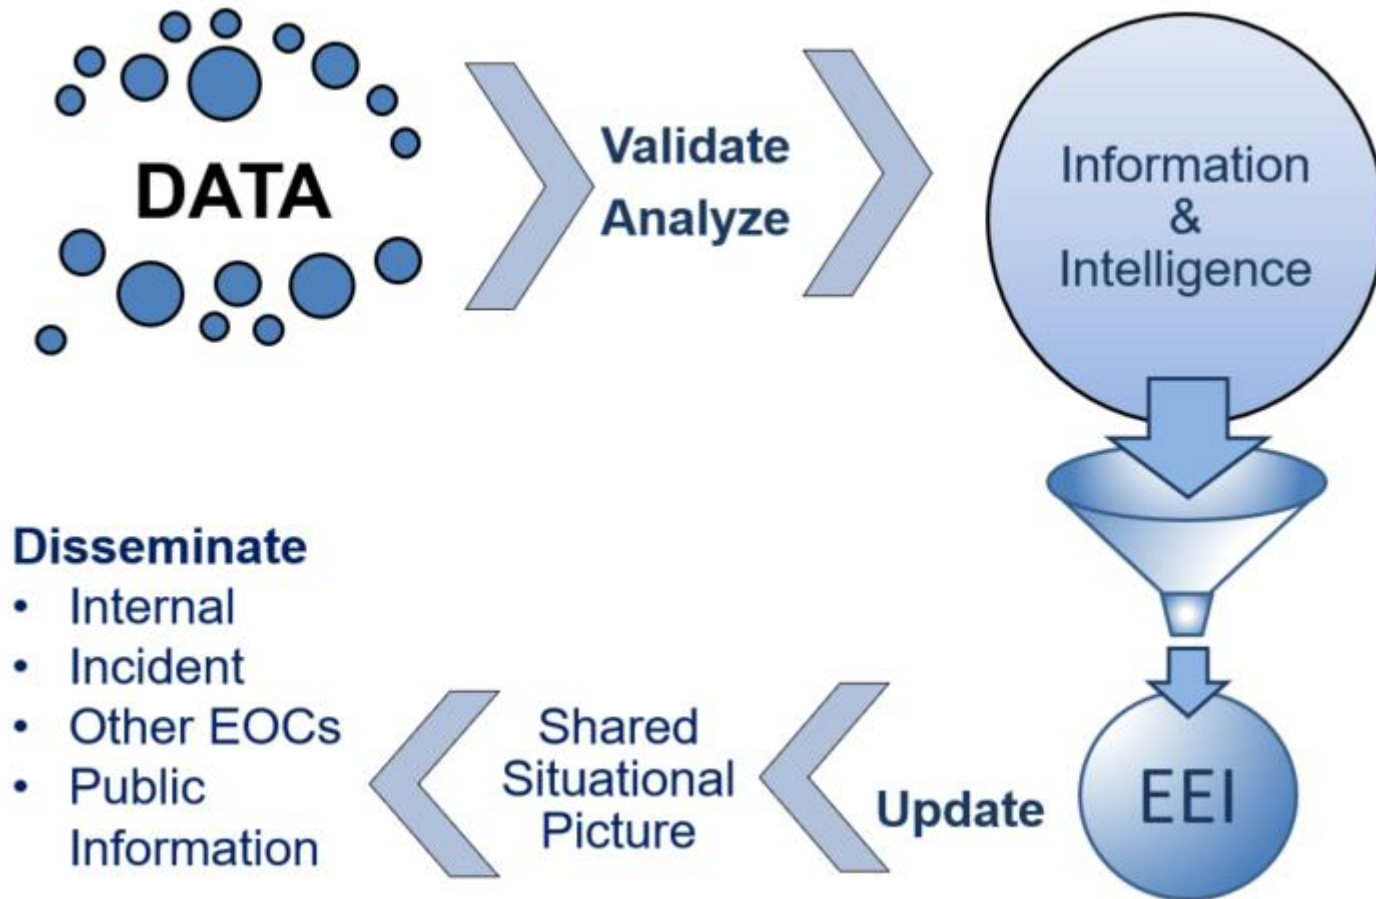 DATA
Validate
Analyze
Information
&
Intelligence
EEI
Update
Shared
Situational
Picture
Disseminate
• Internal
• Incident
• Other EOCs
• Public
Information